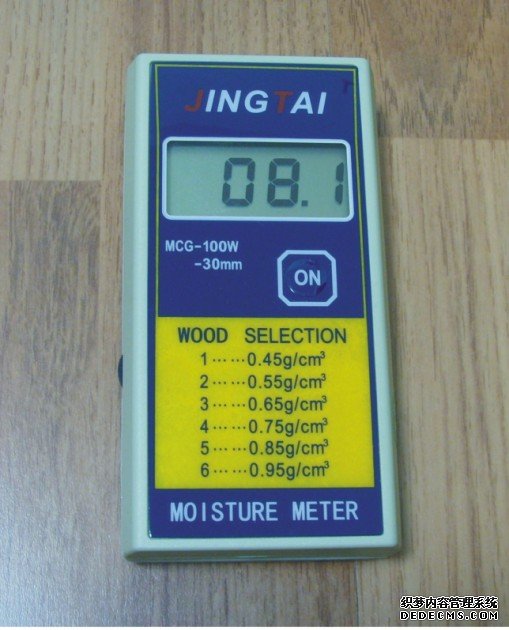 JINGTAI
08.1
MCG-100W
-30mm
ON
WOOD SELECTION
1……0.45g/cm³
2……0.55g/cm³
3……0.65g/cm³
4……0.75g/cm³
5……0.85g/cm³
6……0.95g/cm³
MOISTURE METER
织梦内容管理系统
DEDECMS.COM